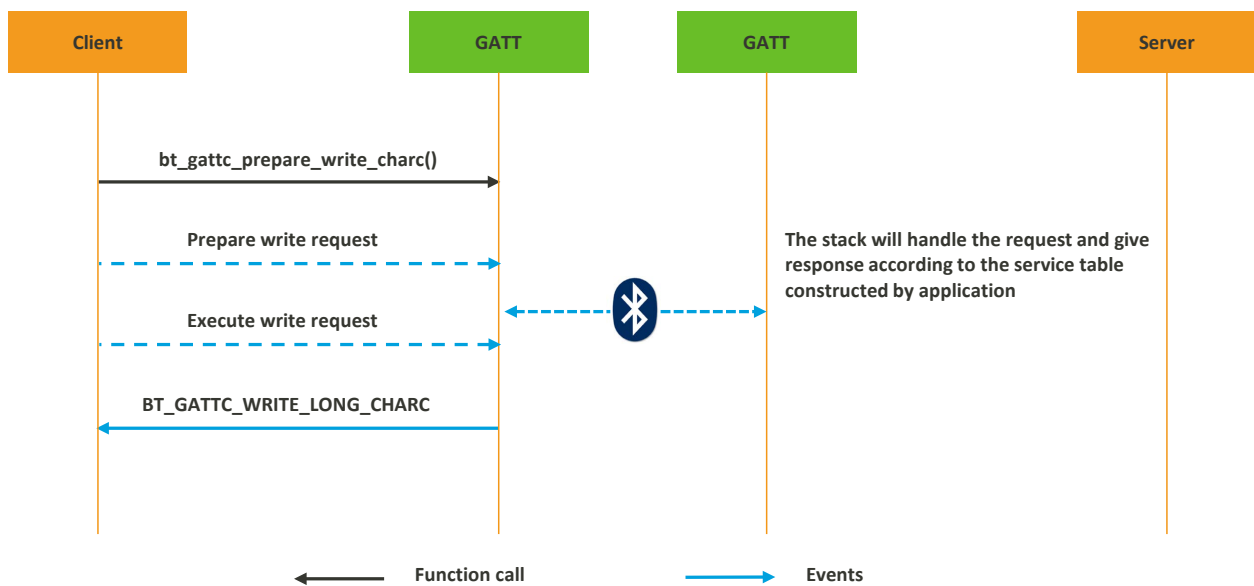 Client
GATT
GATT
Server
bt_gattc_prepare_write_charc()
Prepare write request
The stack will handle the request and give
response according to the service table
constructed by application
Execute write request
BT_GATTC_WRITE_LONG_CHARC
Function call
Events